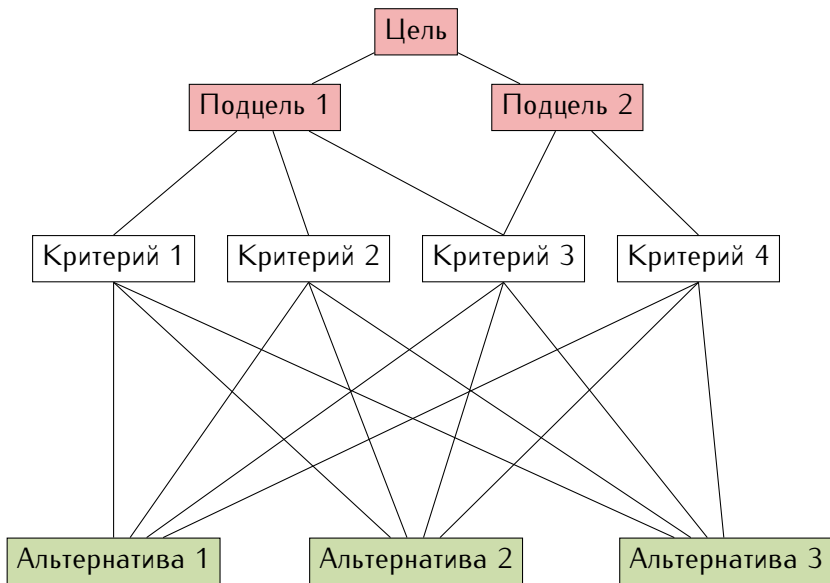 Цель
Подцель 1
Подцель 2
Критерий 1
Критерий 2
Критерий 3
Критерий 4
Альтернатива 1
Альтернатива 2
Альтернатива 3